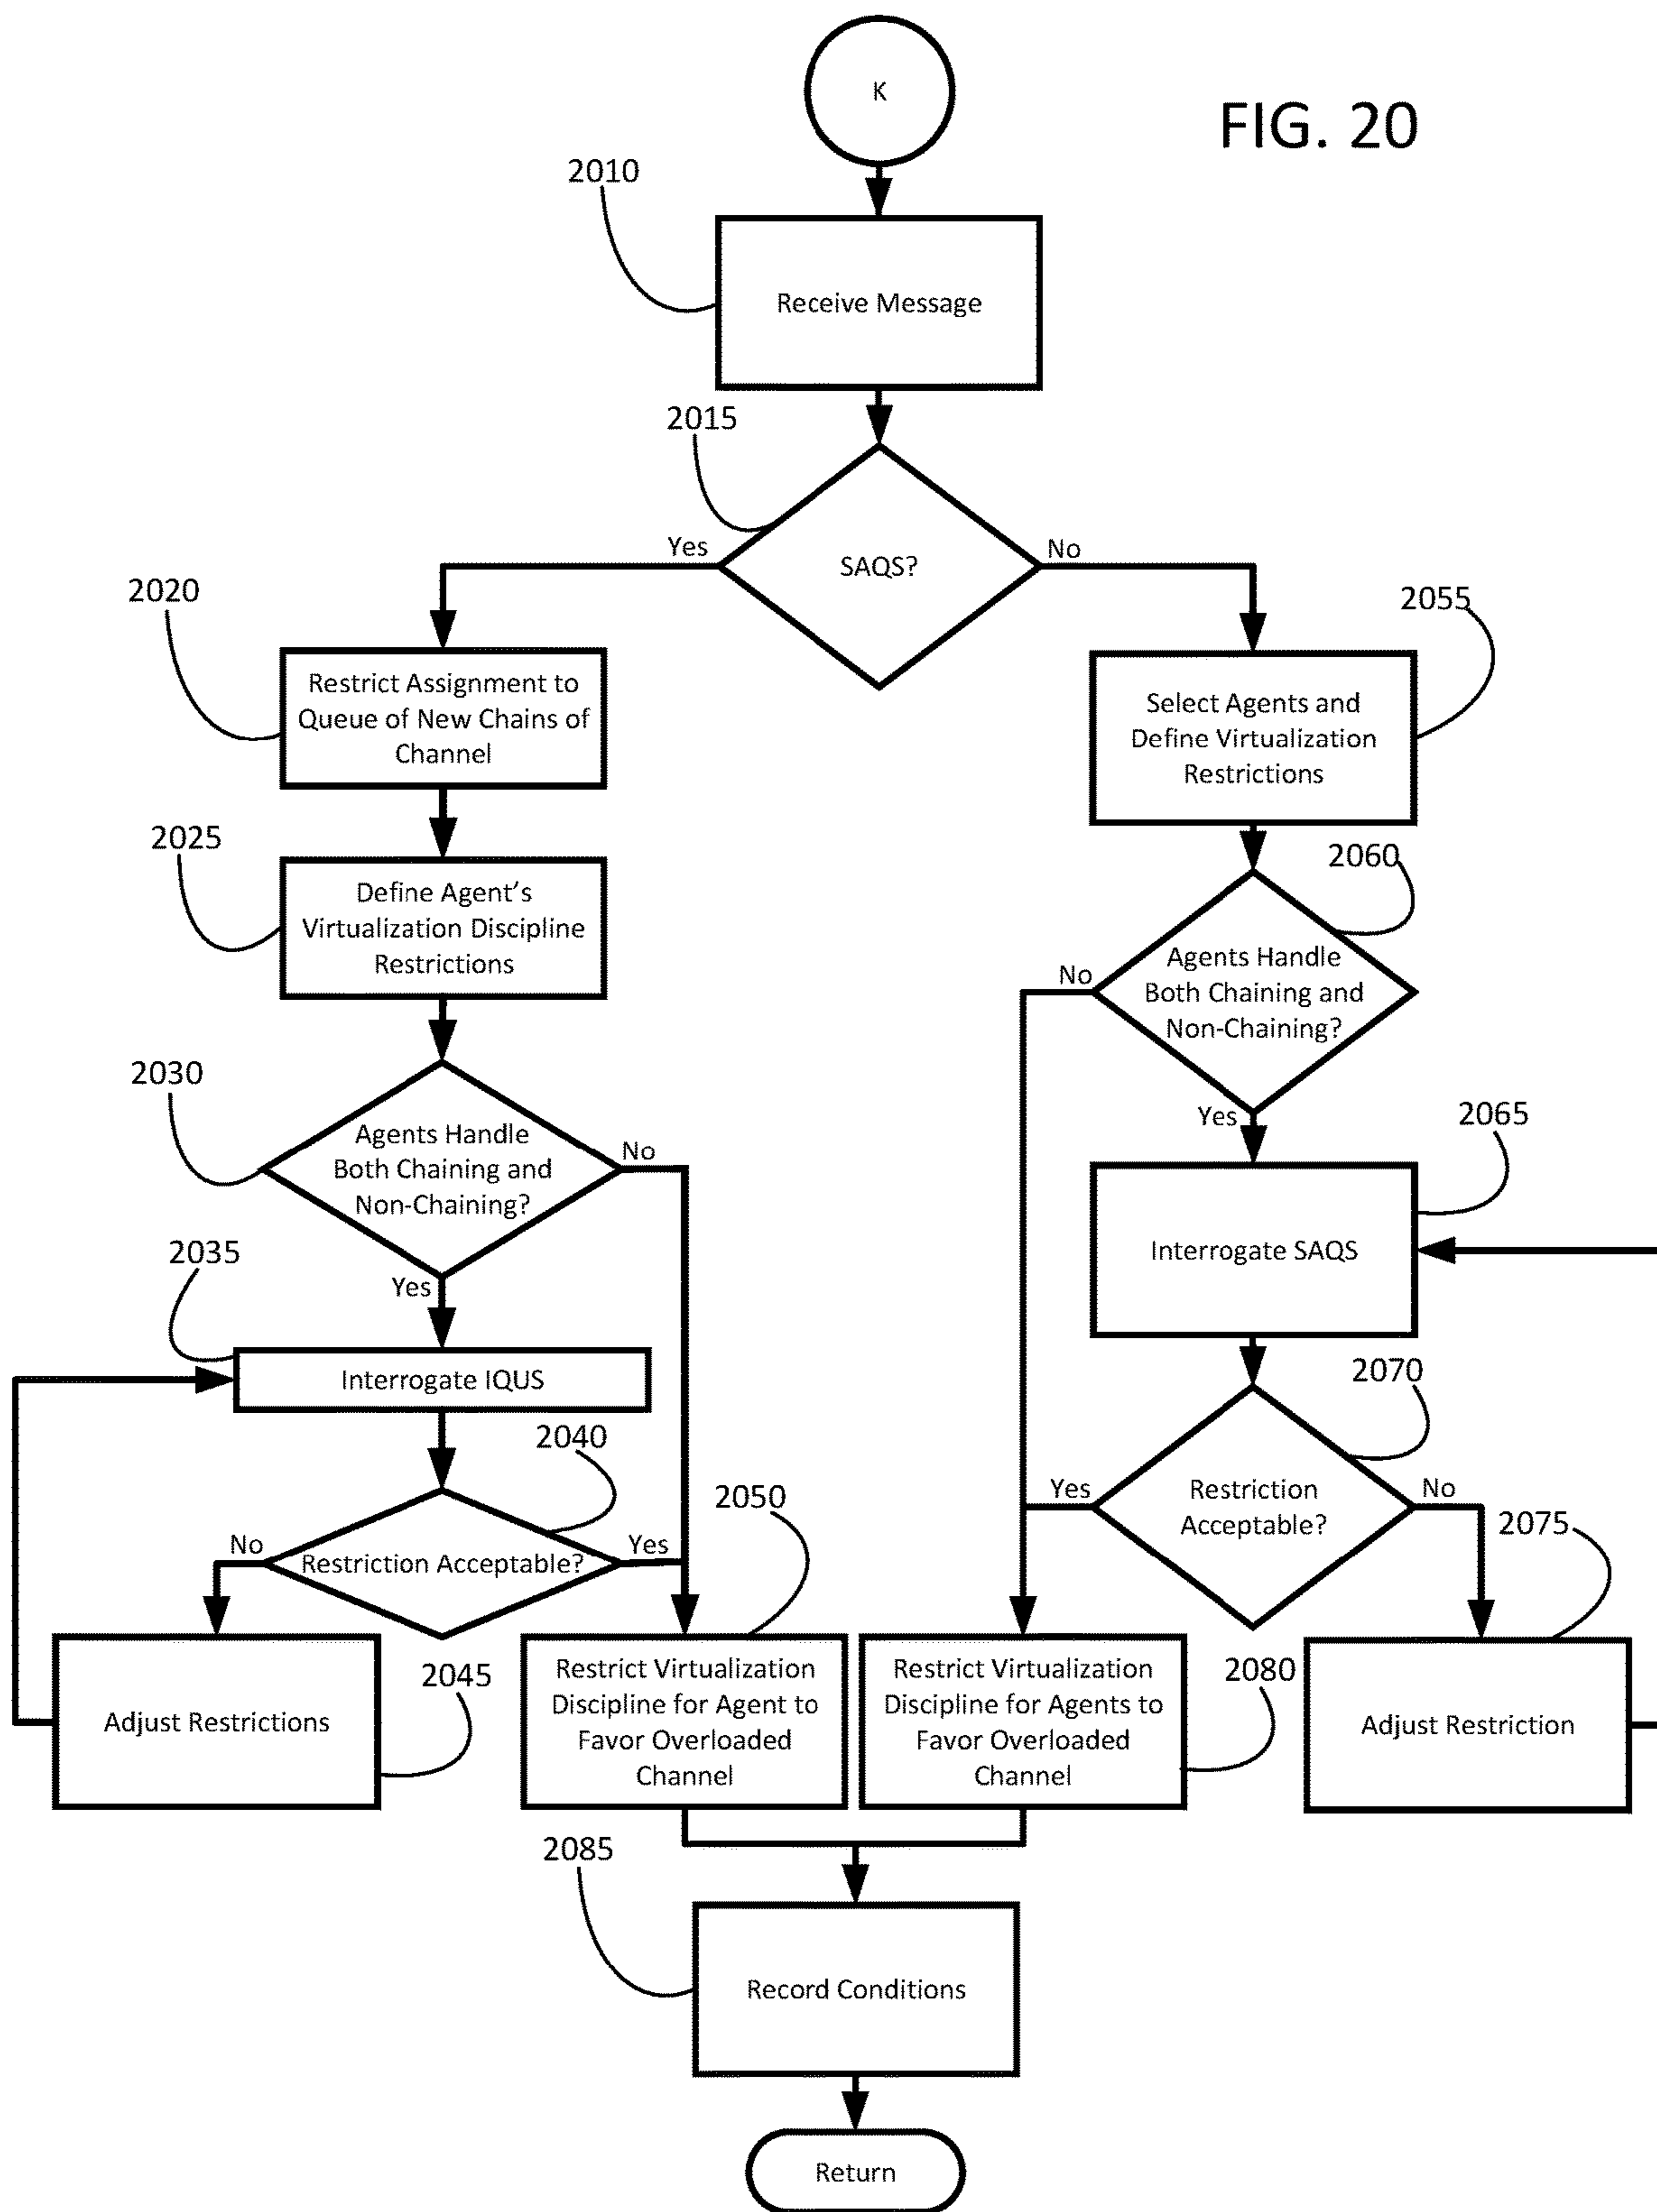 K
FIG. 20
2010
Receive Message
2015
Yes
SAQS?
No
2020
Restrict Assignment to
Queue of New Chains of
Channel
2055
Select Agents and
Define Virtualization
Restrictions
2025
Define Agent's
Virtualization Discipline
Restrictions
2060
No
Agents Handle
Both Chaining and
Non-Chaining?
Yes
2030
Agents Handle
Both Chaining and
Non-Chaining?
No
Yes
2065
Interrogate SAQS
2035
Interrogate IQUS
2040
No
Restriction Acceptable?
Yes
2070
Yes
Restriction
Acceptable?
No
2045
Adjust Restrictions
2050
Restrict Virtualization
Discipline for Agent to
Favor Overloaded
Channel
2080
Restrict Virtualization
Discipline for Agents to
Favor Overloaded
Channel
2075
Adjust Restriction
2085
Record Conditions
Return